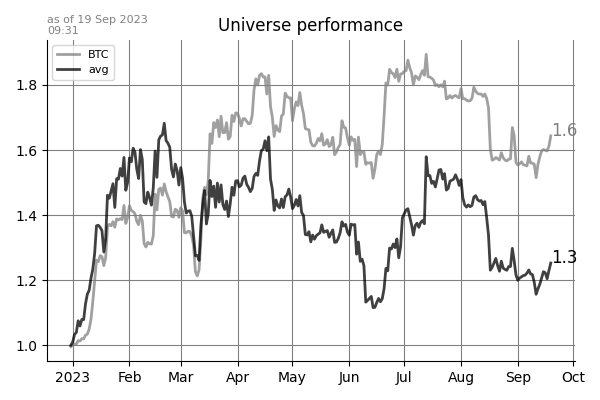 as of 19 Sep 2023
09:31
Universe performance
BTC
avg
1.8
1.6
1.4
1.2
1.0
1.6
1.3
2023 Feb Mar Apr May Jun Jul Aug Sep Oct